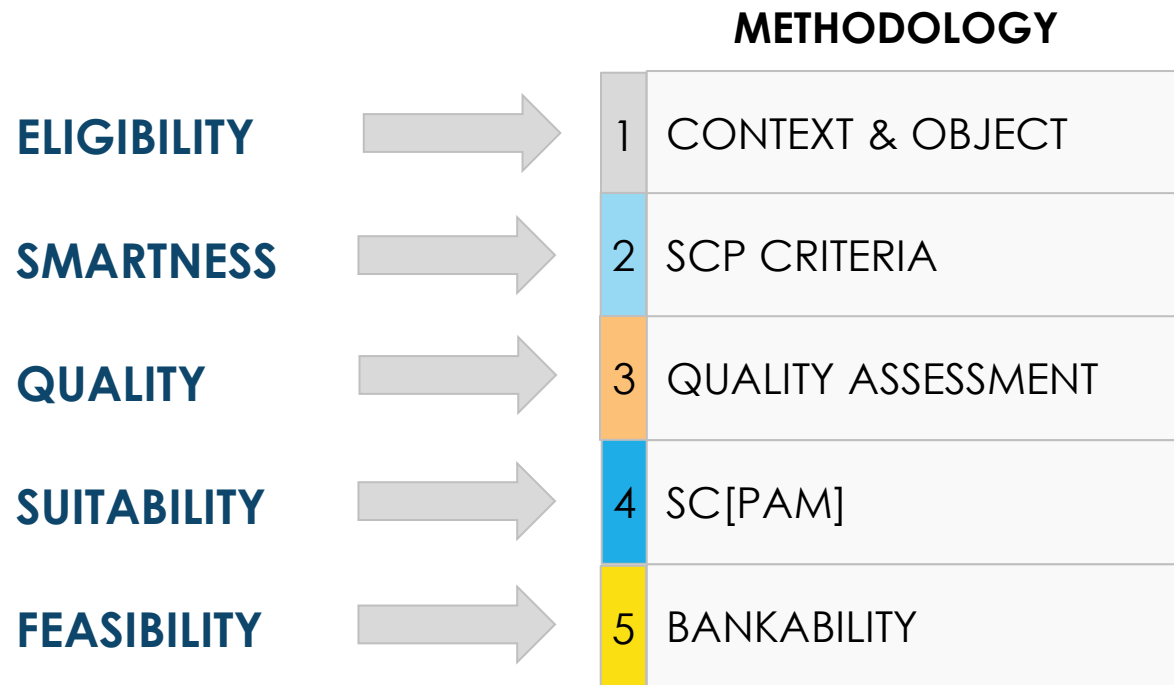 METHODOLOGY
ELIGIBILITY
1 CONTEXT & OBJECT
SMARTNESS
2 SCP CRITERIA
QUALITY
3 QUALITY ASSESSMENT
SUITABILITY
4 SC[PAM]
FEASIBILITY
5 BANKABILITY